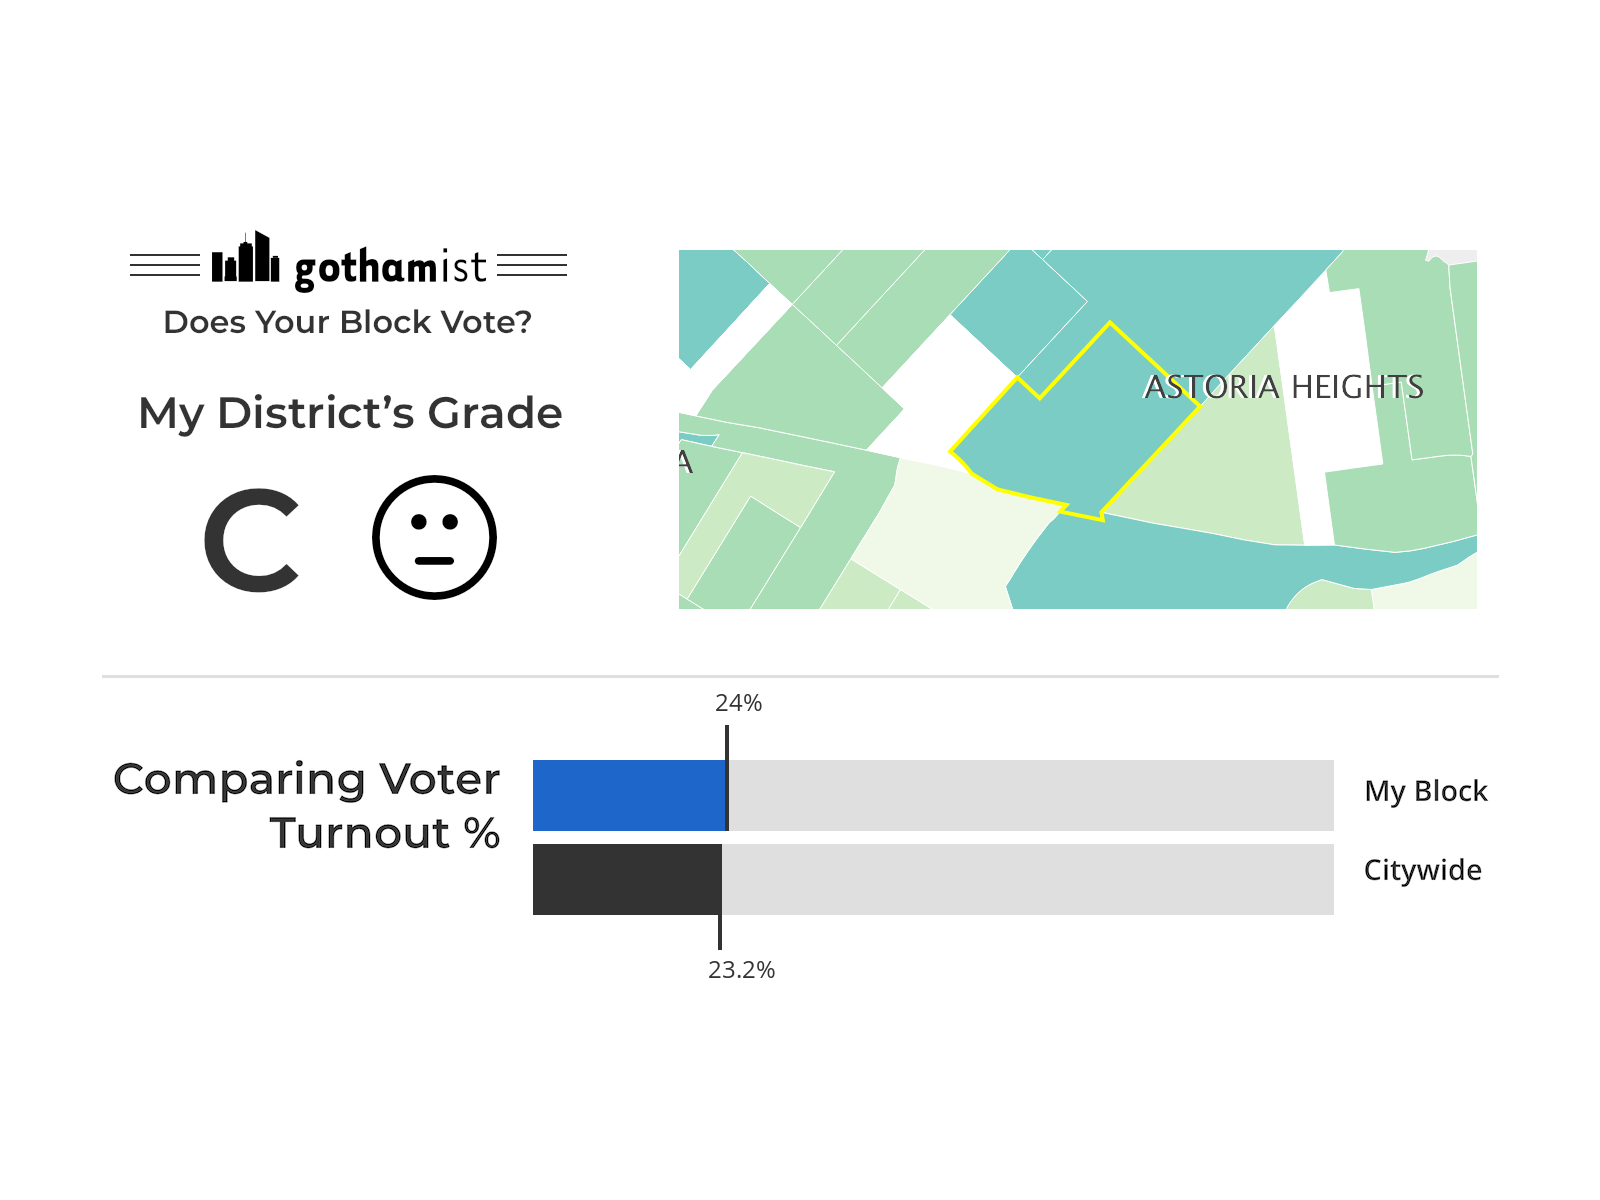 gothamist
Does Your Block Vote?
My District’s Grade
C
ASTORIA HEIGHTS
A
24%
Comparing Voter
Turnout %
My Block
Citywide
23.2%